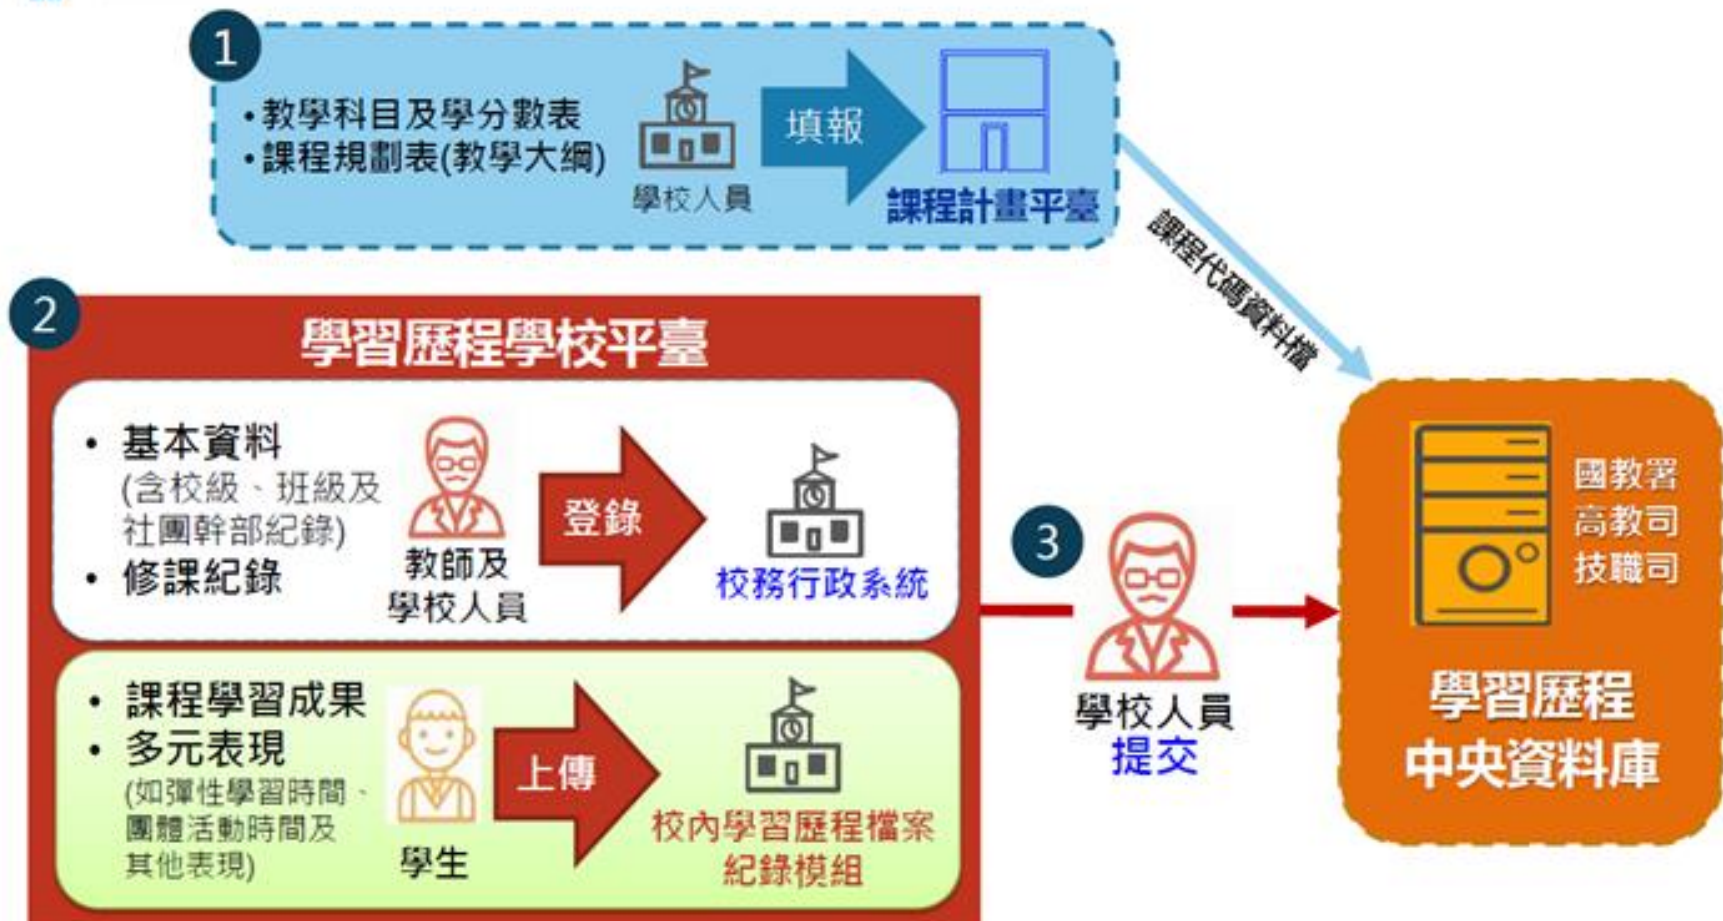 1
•教學科目及學分數表
•課程規劃表(教學大綱)
學校人員
填報
課程計畫平臺
課程代碼資料檔
2
學習歷程學校平臺
• 基本資料
(含校級、班級及
社團幹部紀錄)
• 修課紀錄
教師及
學校人員
登錄
校務行政系統
• 課程學習成果
• 多元表現
(如彈性學習時間、
團體活動時間及
其他表現)
學生
上傳
校內學習歷程檔案
紀錄模組
3
學校人員
提交
國教署
高教司
技職司
學習歷程
中央資料庫